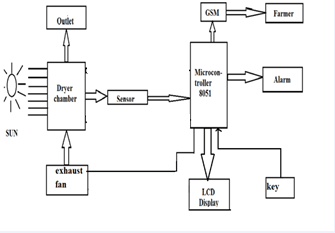 GSM
Farmer
Outlet
Dryer
chamber
Sensor
Microcon-
troller
8051
Alarm
SUN
exhaust
fan
LCD
Display
key